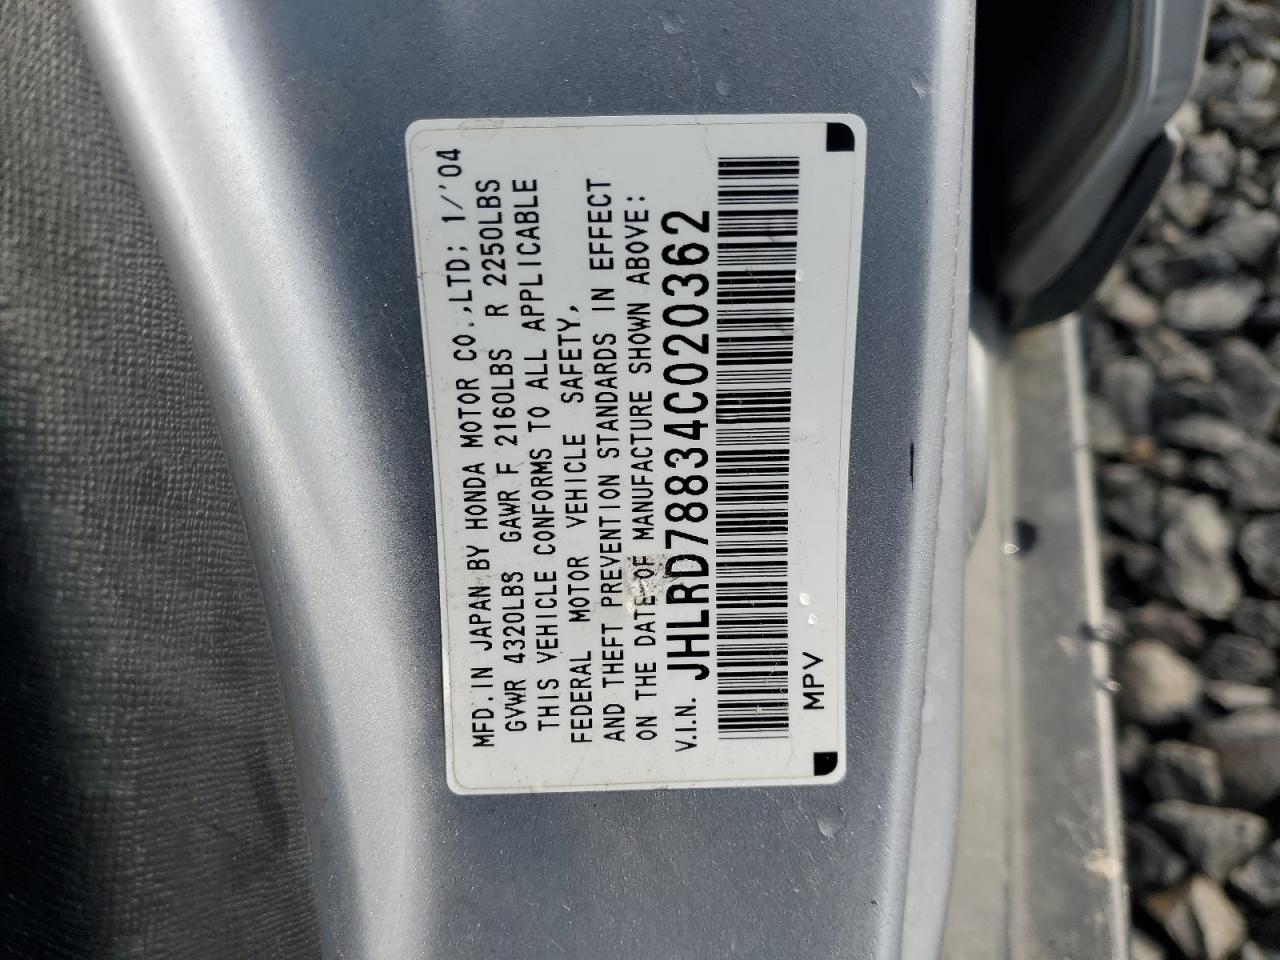 MFD.IN JAPAN BY HONDA MOTOR CO.,LTD; 1/'04
GVWR 4320LBS GAWR F 2160LBS R 2250LBS
THIS VEHICLE CONFORMS TO ALL APPLICABLE
FEDERAL MOTOR VEHICLE SAFETY,
AND THEFT PREVENTION STANDARDS IN EFFECT
ON THE DATE OF MANUFACTURE SHOWN ABOVE:
V.I.N. JHLRD78834C020362
MPV